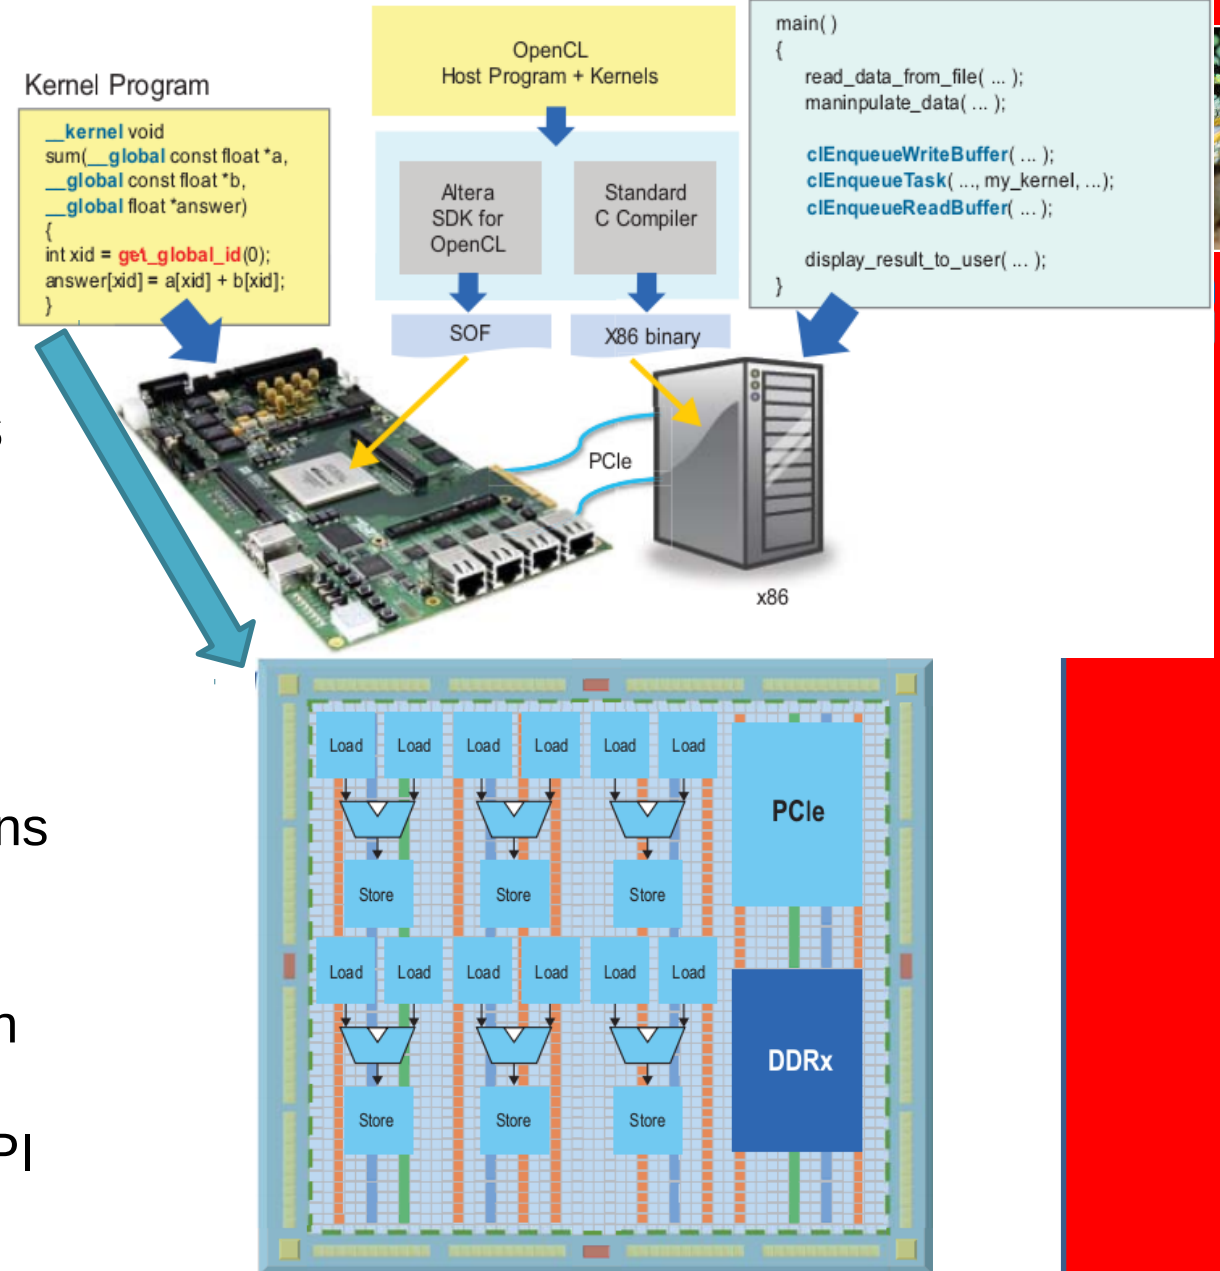 Kernel Program
__kernel void
sum(__global const float *a,
__global const float *b,
__global float *answer)
{
int xid = get_global_id(0);
answer[xid] = a[xid] + b[xid];
}
OpenCL
Host Program + Kernels
Altera
SDK for
OpenCL
Standard
C Compiler
SOF
X86 binary
main( )
{
read_data_from_file( ... );
maninpulate_data( ... );
clEnqueueWriteBuffer( ... );
clEnqueueTask( ..., my_kernel, ...);
clEnqueueReadBuffer( ... );
display_result_to_user( ... );
}
PCIe
x86
s
ns
n
PI
Load Load Load Load Load Load
Store Store Store
Load Load Load Load Load Load
Store Store Store
PCIe
DDRx